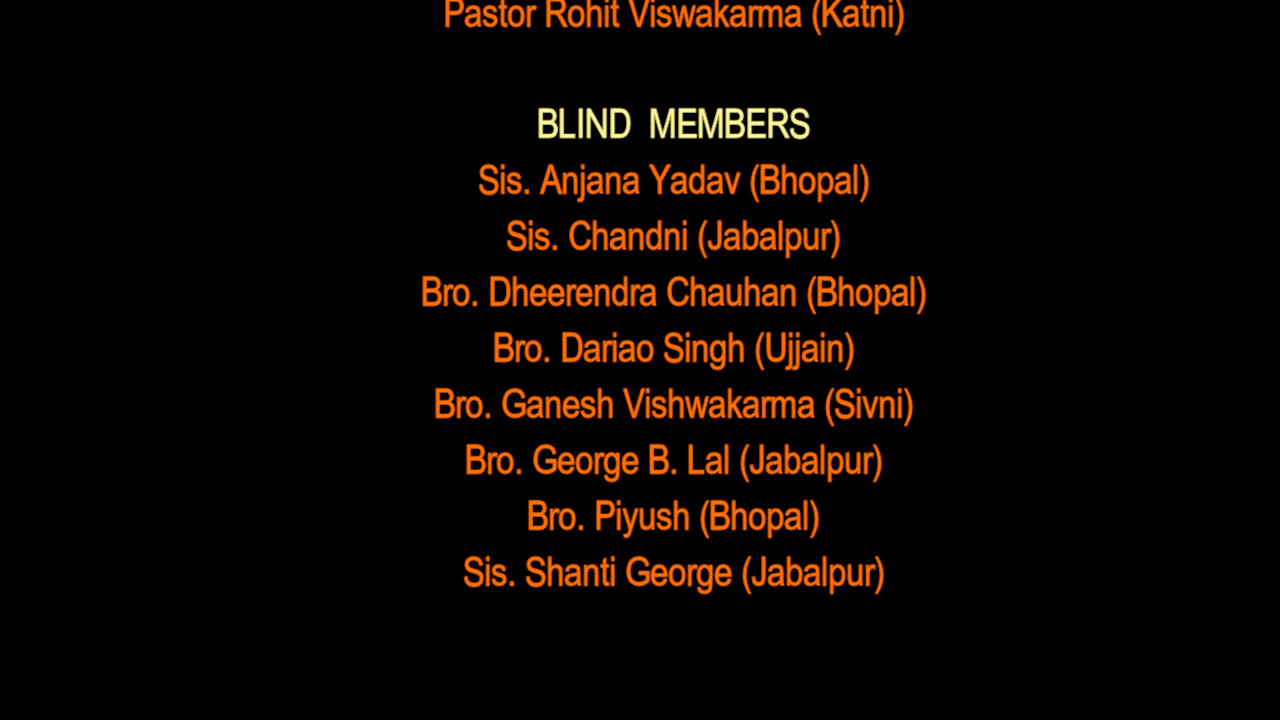 Pastor Rohit Viswakarma (Katni)
BLIND MEMBERS
Sis. Anjana Yadav (Bhopal)
Sis. Chandni (Jabalpur)
Bro. Dheerendra Chauhan (Bhopal)
Bro. Dariao Singh (Ujjain)
Bro. Ganesh Vishwakarma (Sivni)
Bro. George B. Lal (Jabalpur)
Bro. Piyush (Bhopal)
Sis. Shanti George (Jabalpur)